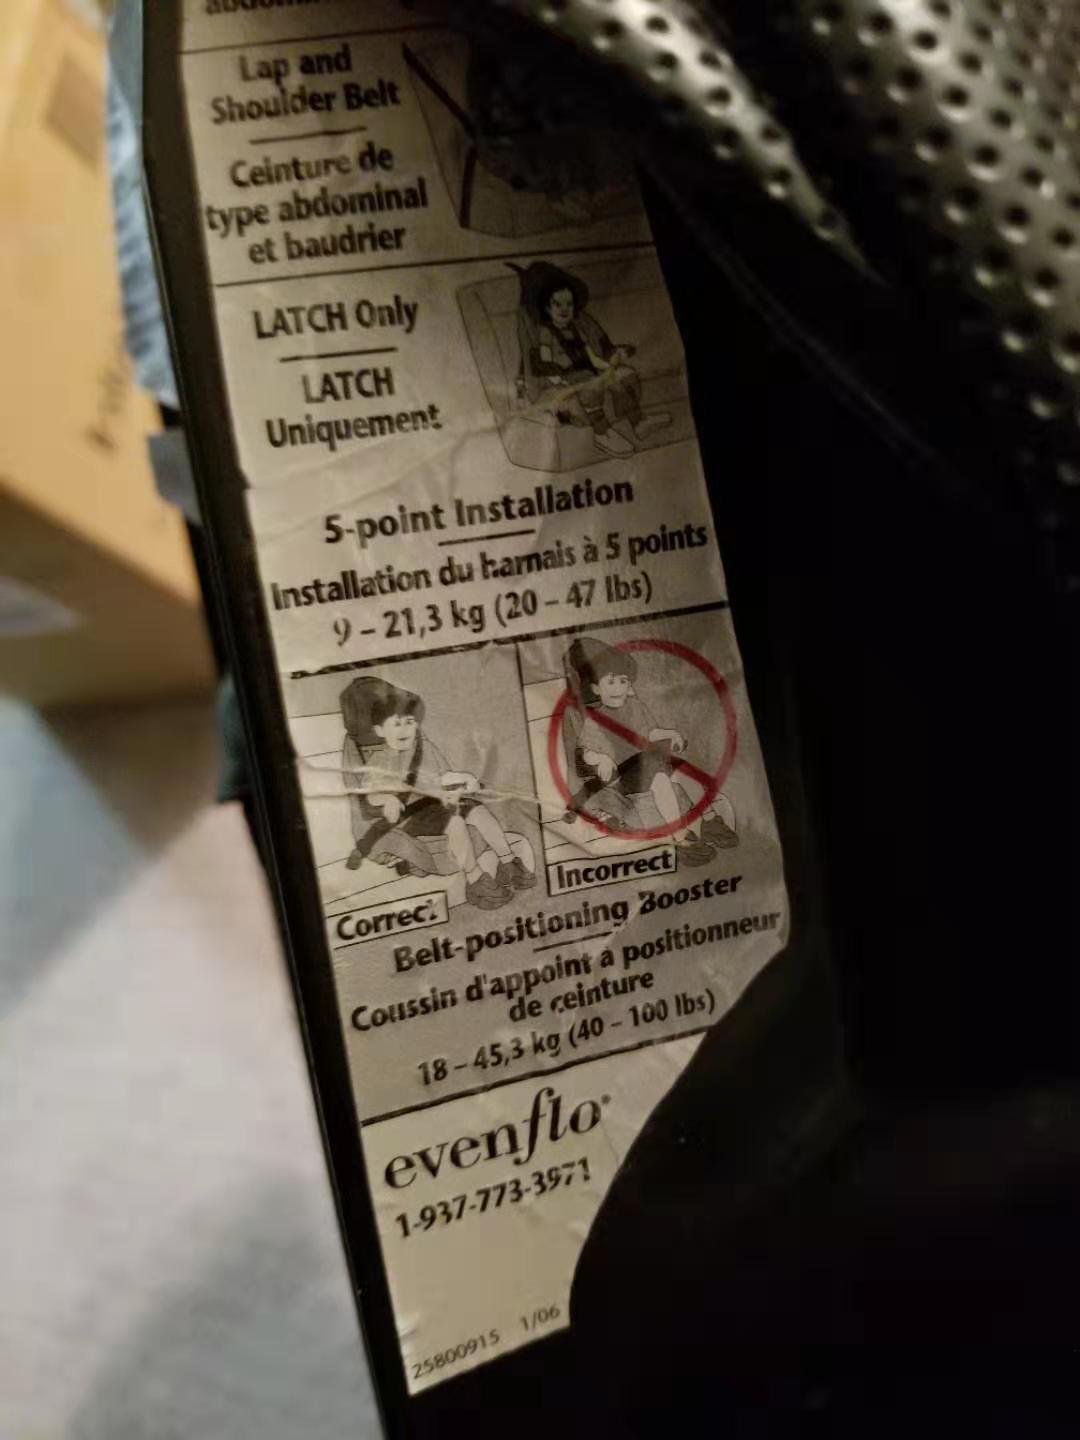 Lap and
Shoulder Belt
Ceinture de
type abdominal
et baudrier
LATCH Only
LATCH
Uniquement
5-point Installation
Installation du harnais à 5 points
9 – 21,3 kg (20 – 47 lbs)
Correct
Incorrect
Belt-positioning Booster
Coussin d'appoint à positionneur
de ceinture
18 – 45,3 kg (40 – 100 lbs)
evenflo
1-937-773-3971
25800915 1/06